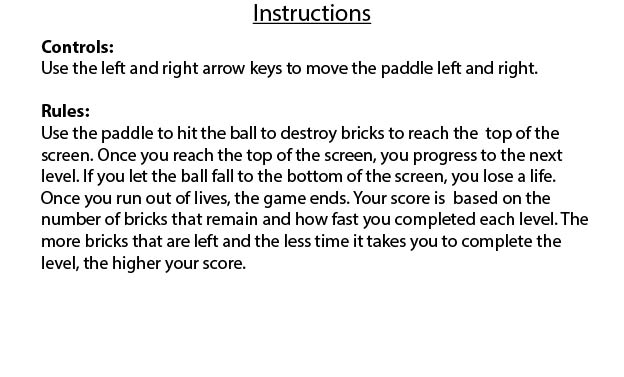 Instructions
Controls:
Use the left and right arrow keys to move the paddle left and right.
Rules:
Use the paddle to hit the ball to destroy bricks to reach the  top of the
screen. Once you reach the top of the screen, you progress to the next
level. If you let the ball fall to the bottom of the screen, you lose a life.
Once you run out of lives, the game ends. Your score is  based on the
number of bricks that remain and how fast you completed each level. The
more bricks that are left and the less time it takes you to complete the
level, the higher your score.